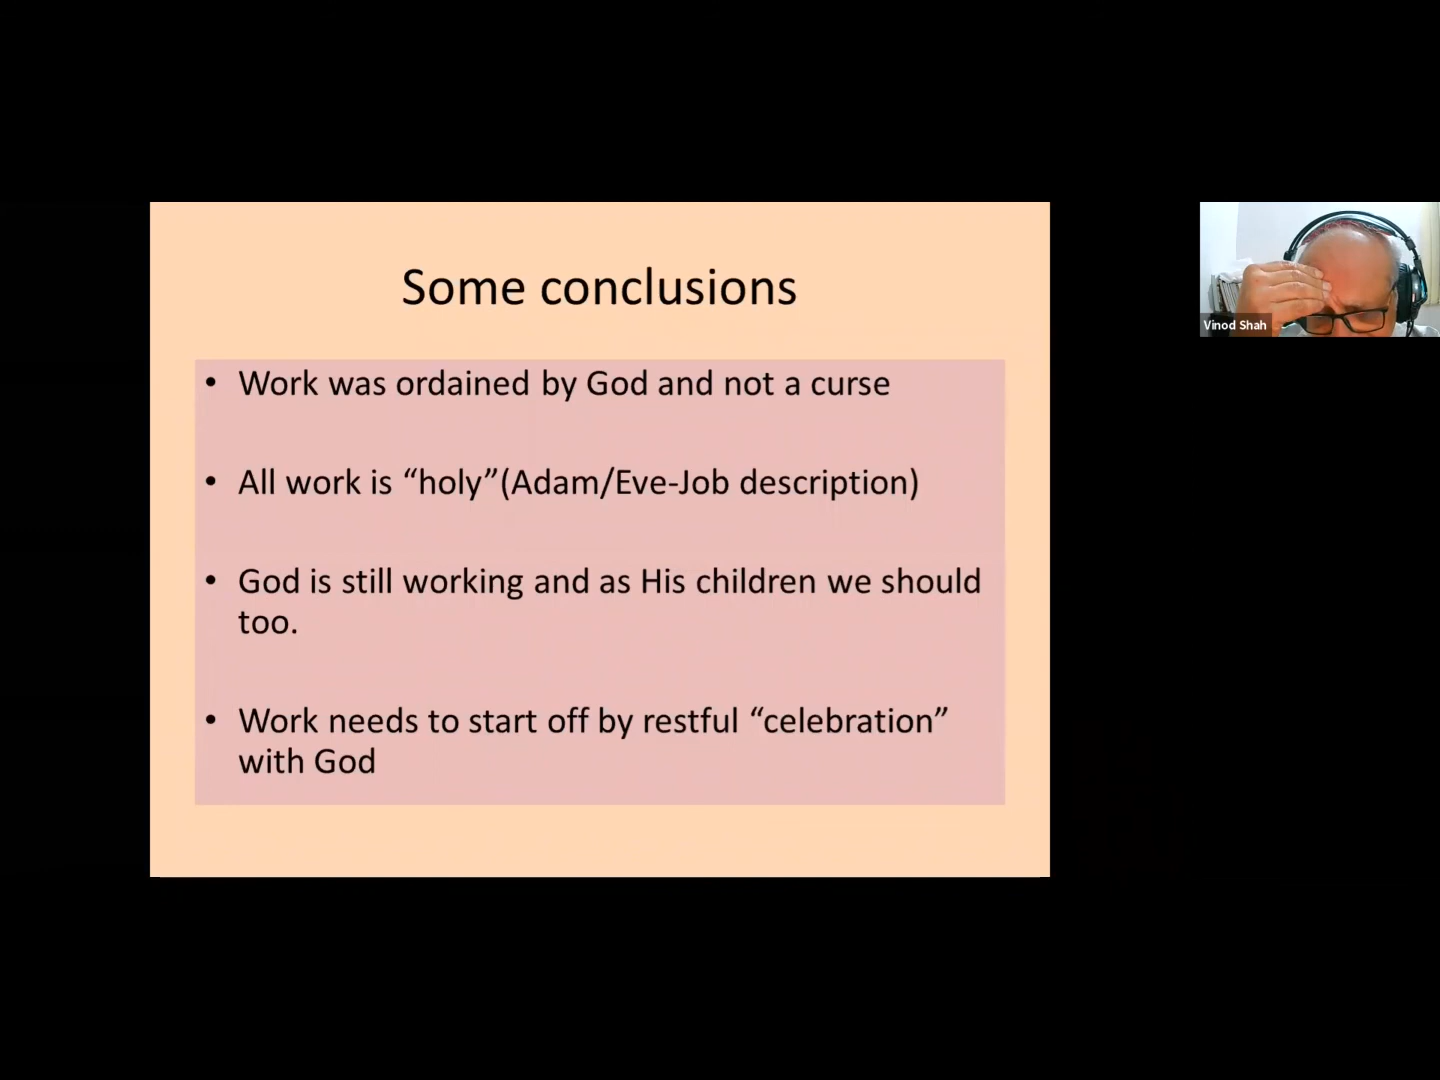 Some conclusions
• Work was ordained by God and not a curse
• All work is “holy”(Adam/Eve-Job description)
• God is still working and as His children we should
too.
• Work needs to start off by restful “celebration”
with God
Vinod Shah